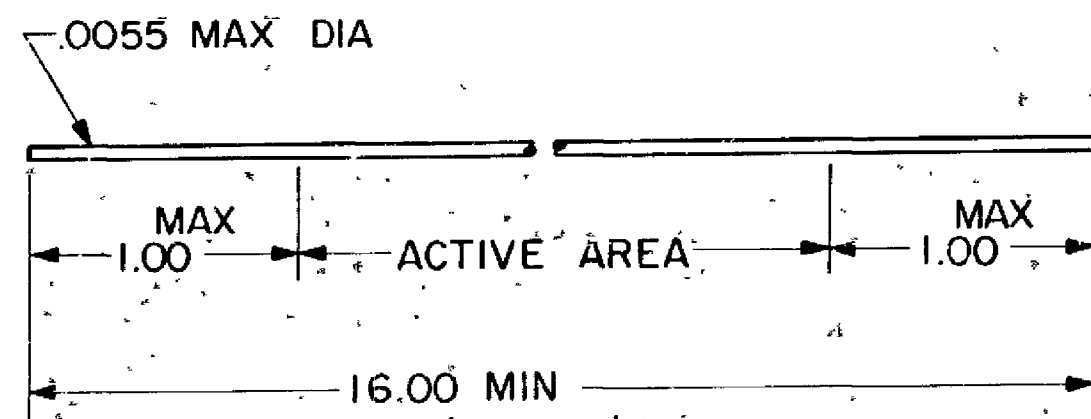 .0055 MAX DIA
MAX
1.00
ACTIVE AREA
MAX
1.00
16.00 MIN